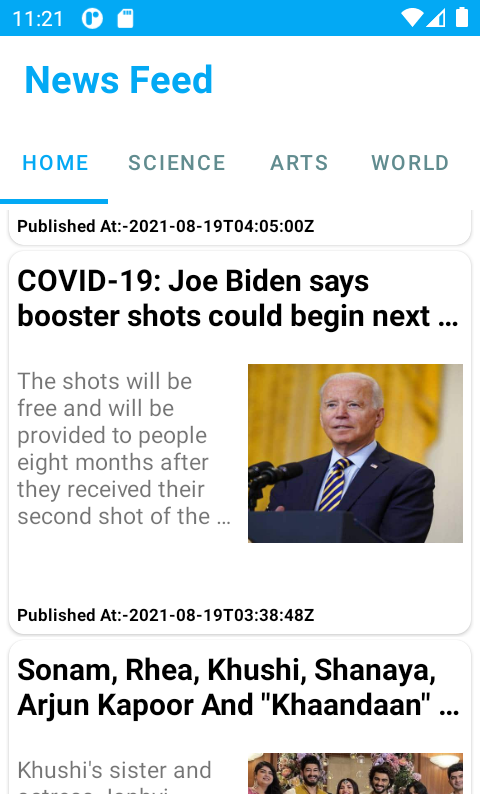 11:21
News Feed
HOME SCIENCE ARTS WORLD
Published At:-2021-08-19T04:05:00Z
COVID-19: Joe Biden says
booster shots could begin next …
The shots will be
free and will be
provided to people
eight months after
they received their
second shot of the …
Published At:-2021-08-19T03:38:48Z
Sonam, Rhea, Khushi, Shanaya,
Arjun Kapoor And "Khaandaan" …
Khushi's sister and